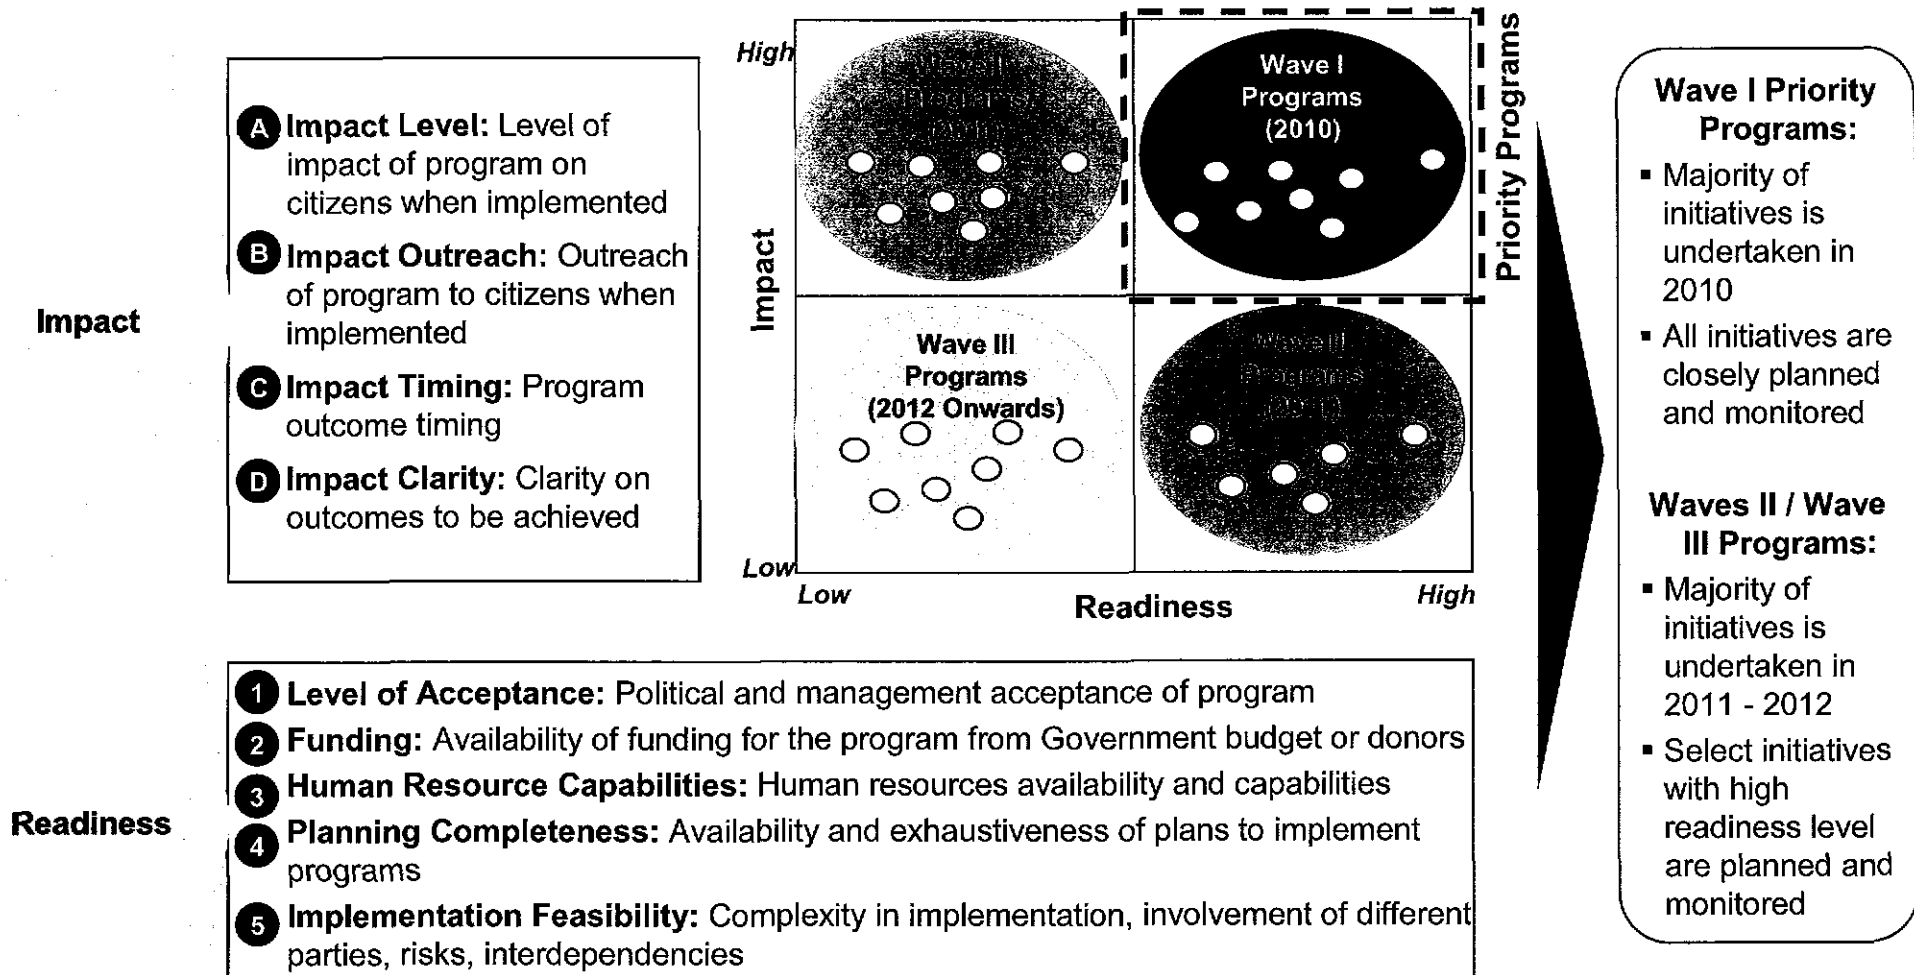 Impact
A Impact Level: Level of
impact of program on
citizens when implemented
B Impact Outreach: Outreach
of program to citizens when
implemented
C Impact Timing: Program
outcome timing
D Impact Clarity: Clarity on
outcomes to be achieved
High
Impact
Low
Wave II
Programs
Wave I
Programs
(2010)
Priority Programs
Wave III
Programs
(2012 Onwards)
Wave II
Programs
Low
Readiness
High
Readiness
1 Level of Acceptance: Political and management acceptance of program
2 Funding: Availability of funding for the program from Government budget or donors
3 Human Resource Capabilities: Human resources availability and capabilities
4 Planning Completeness: Availability and exhaustiveness of plans to implement
programs
5 Implementation Feasibility: Complexity in implementation, involvement of different
parties, risks, interdependencies
Wave I Priority
Programs:
▪ Majority of
initiatives is
undertaken in
2010
▪ All initiatives are
closely planned
and monitored
Waves II / Wave
III Programs:
▪ Majority of
initiatives is
undertaken in
2011 - 2012
▪ Select initiatives
with high
readiness level
are planned and
monitored